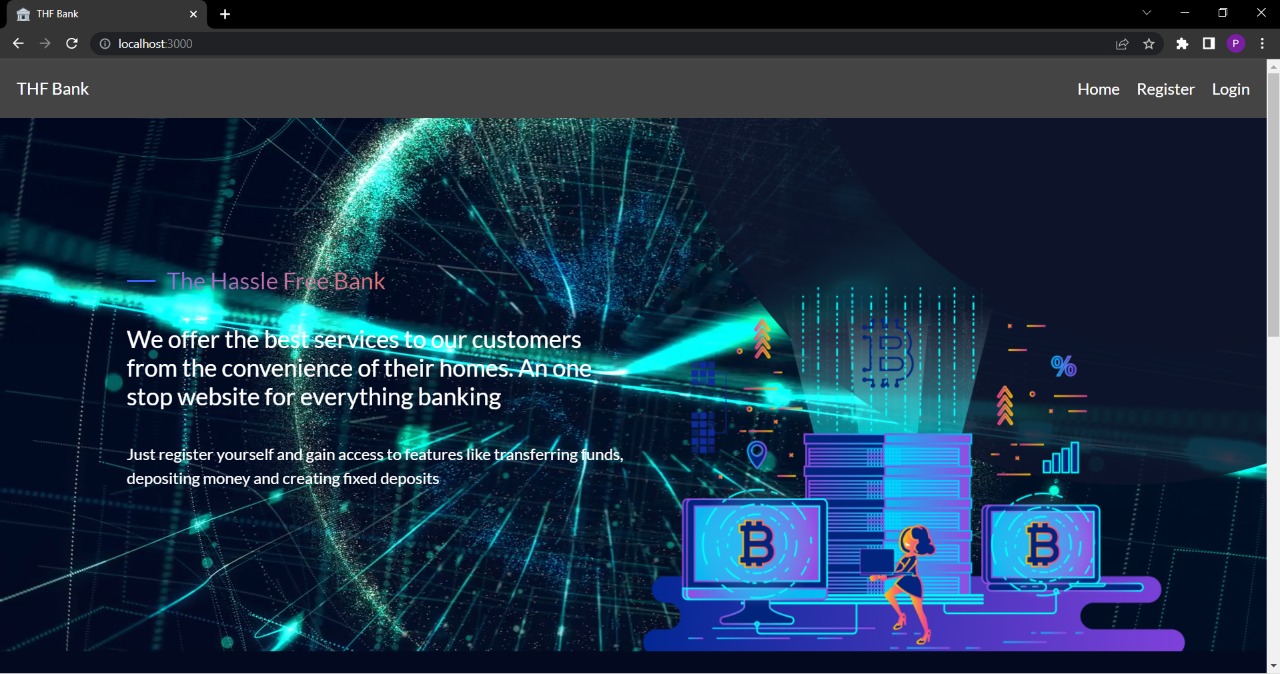 THF Bank
localhost:3000
P
THF Bank
Home Register Login
The Hassle Free Bank
We offer the best services to our customers
from the convenience of their homes. An one
stop website for everything banking
Just register yourself and gain access to features like transferring funds,
depositing money and creating fixed deposits
%